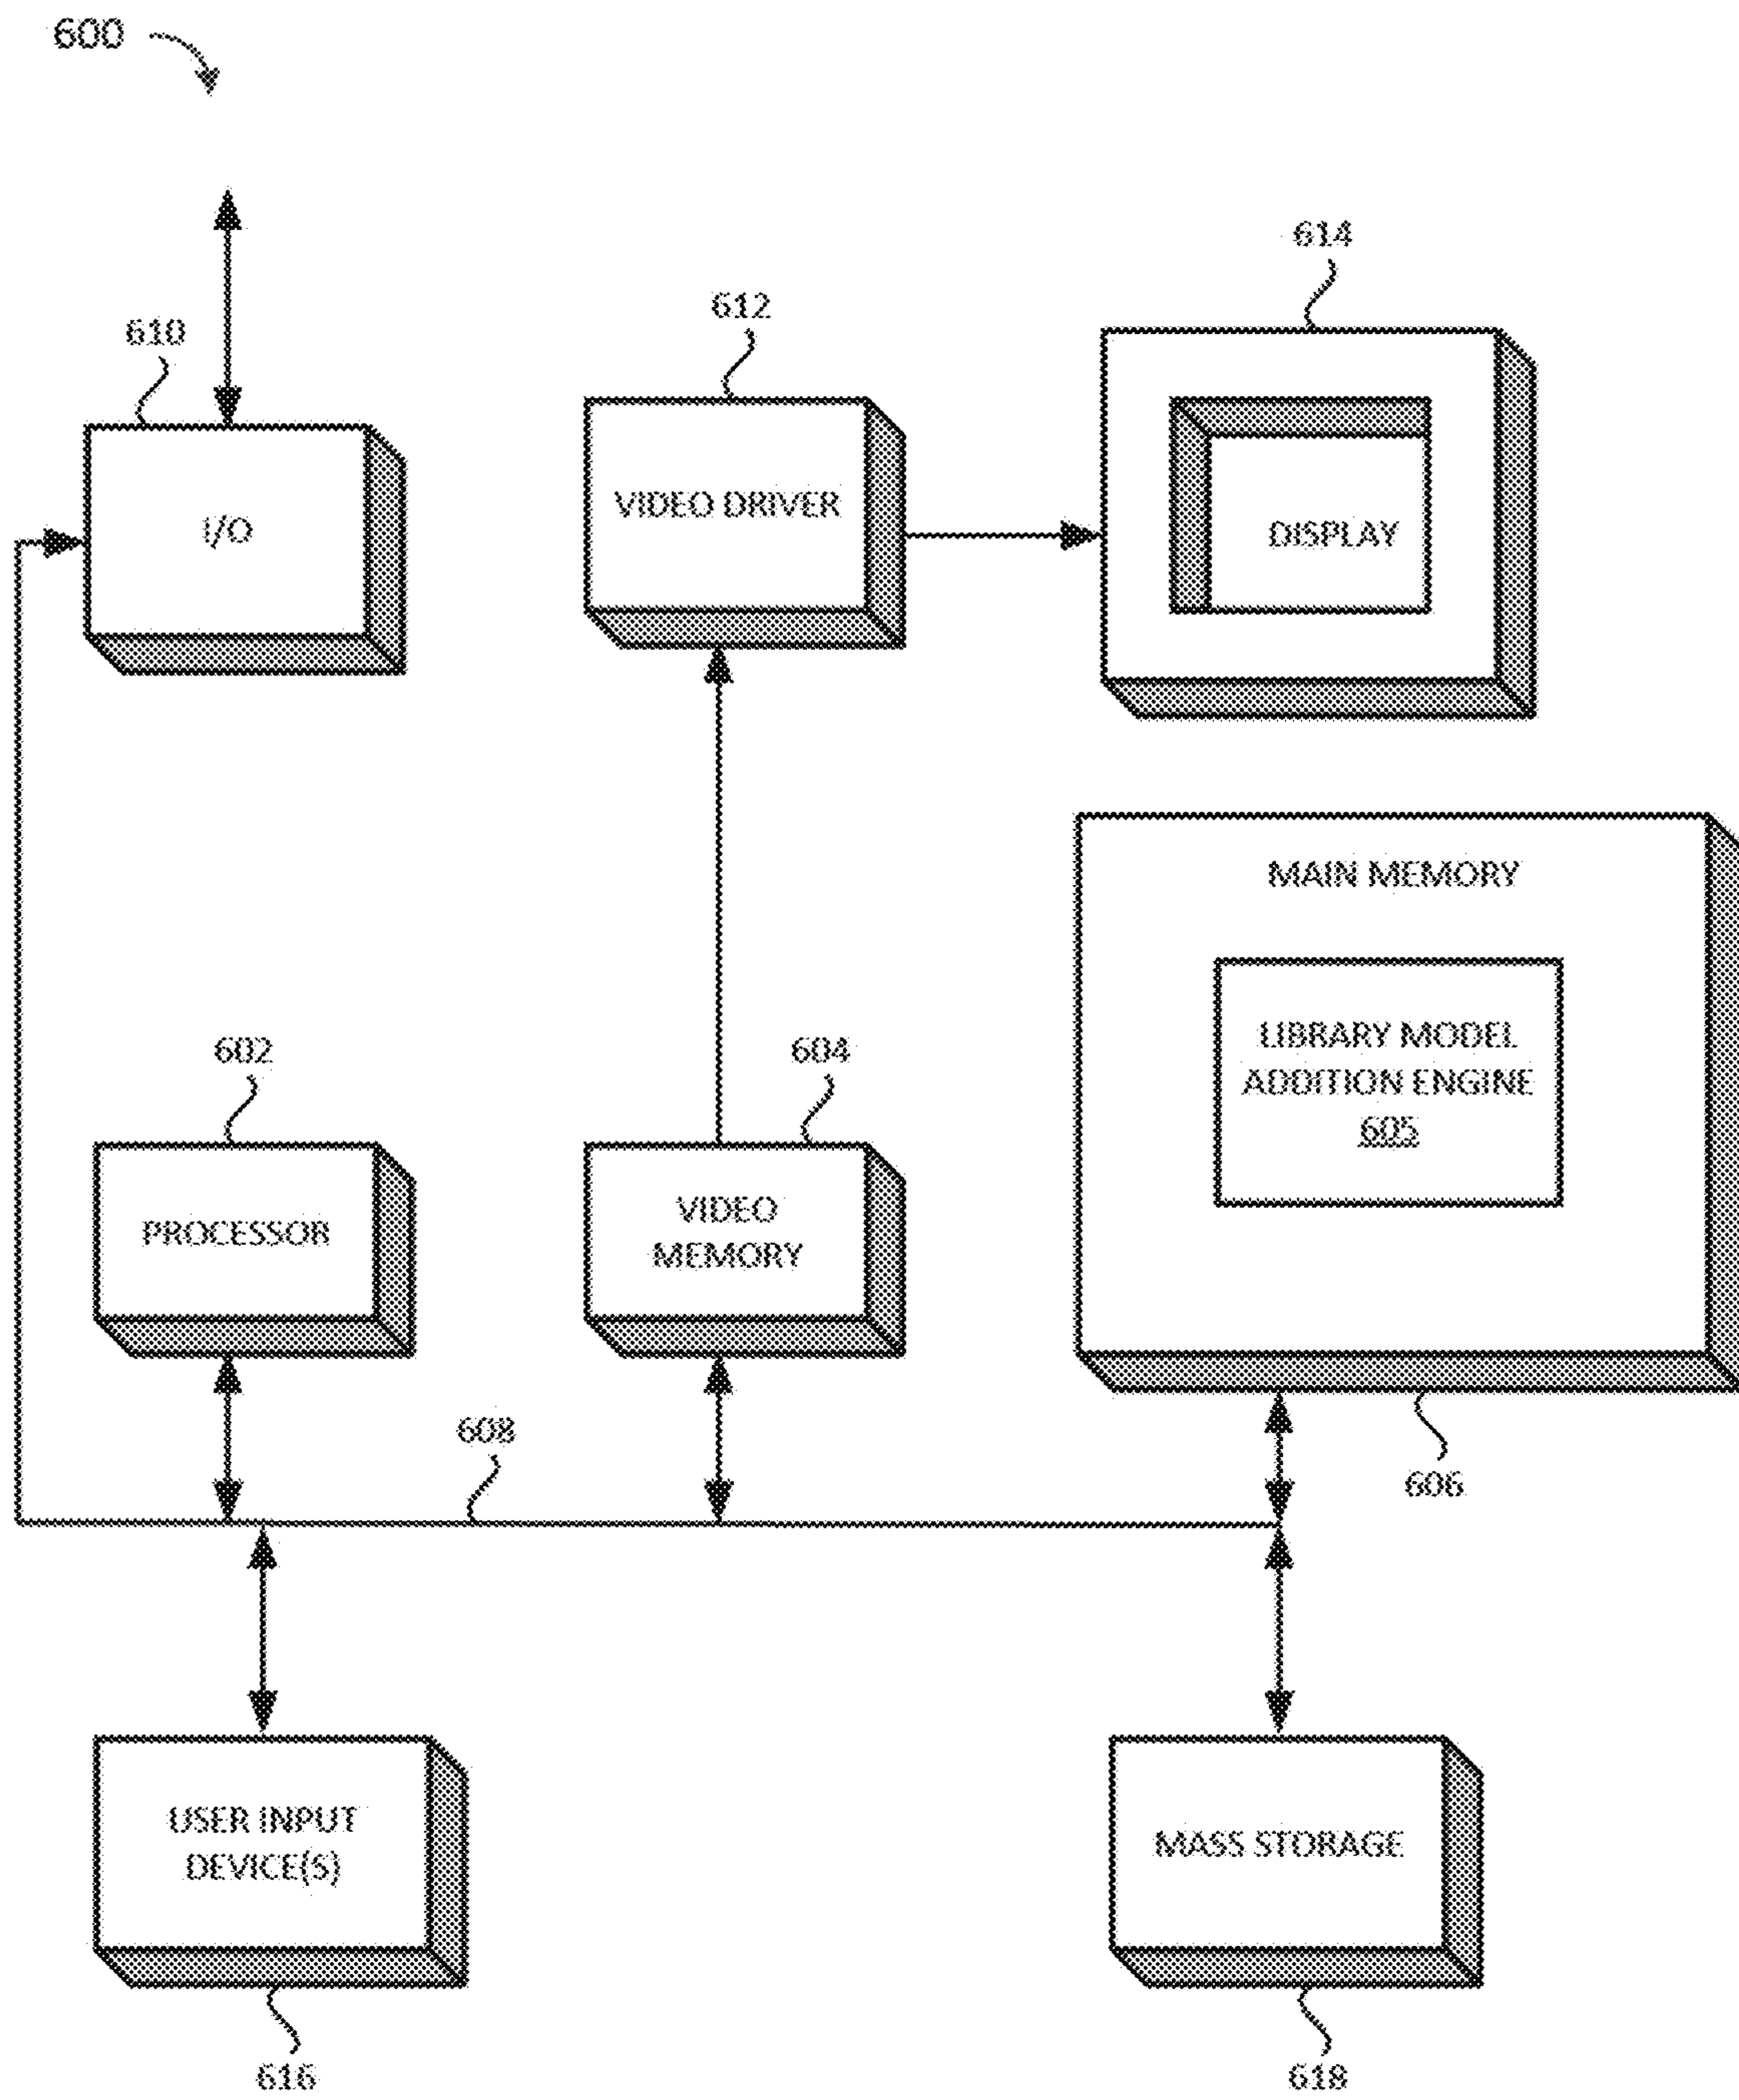 600
614
612
610
I/O
VIDEO DRIVER
DISPLAY
MAIN MEMORY
LIBRARY MODEL
ADDITION ENGINE
605
602
604
PROCESSOR
VIDEO
MEMORY
608
606
USER INPUT
DEVICE(S)
MASS STORAGE
616
618